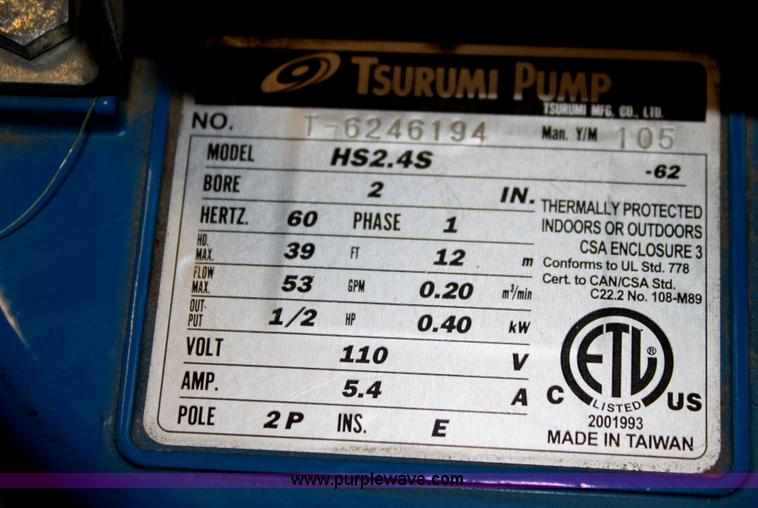 TSURUMI PUMP
TSURUMI MFG. CO., LTD.
NO. T-6246194 Man. Y/M 105
MODEL HS2.4S -62
BORE 2 IN.
HERTZ. 60 PHASE 1
HD. MAX. 39 FT 12 m
FLOW MAX. 53 GPM 0.20 m³/min
OUT-PUT 1/2 HP 0.40 kW
VOLT 110 V
AMP. 5.4 A
POLE 2P INS. E
THERMALLY PROTECTED
INDOORS OR OUTDOORS
CSA ENCLOSURE 3
Conforms to UL Std. 778
Cert. to CAN/CSA Std.
C22.2 No. 108-M89
ETL®
C LISTED US
2001993
MADE IN TAIWAN
www.purplewave.com